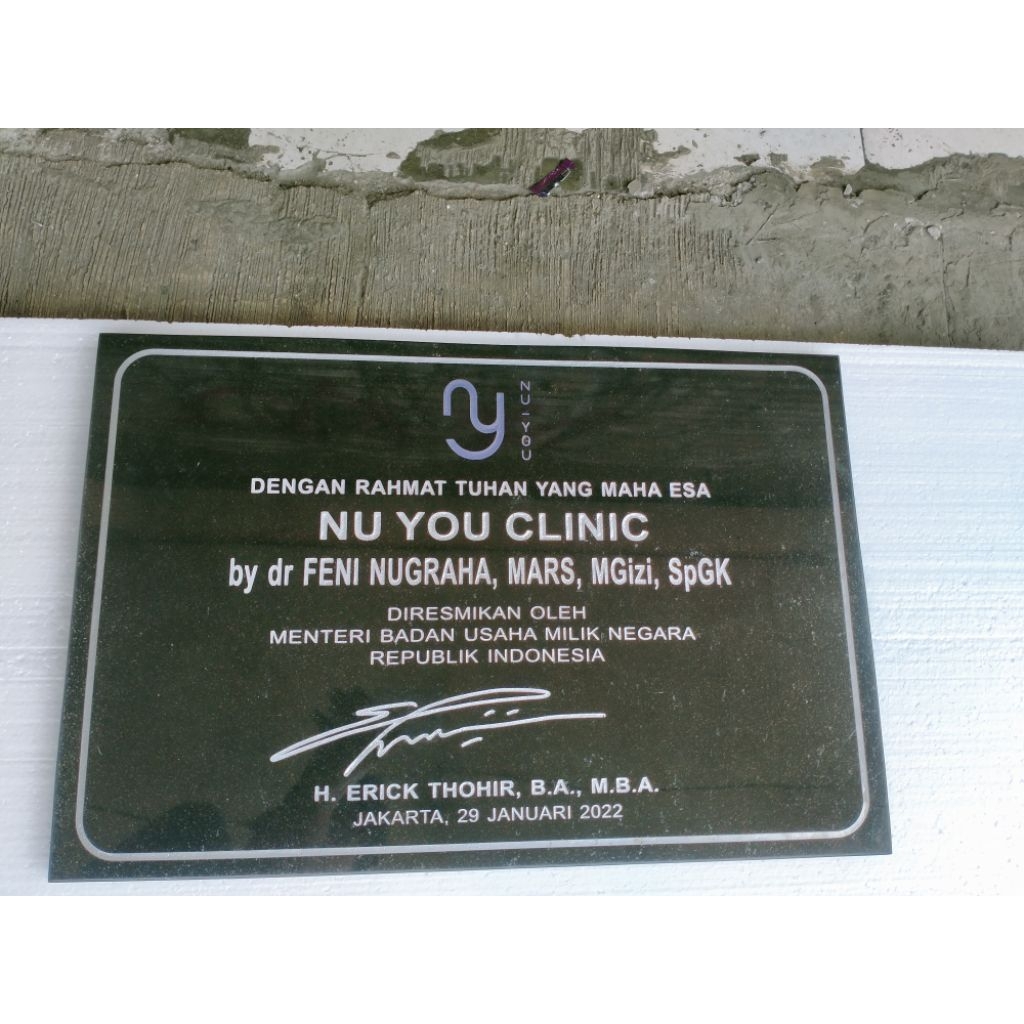 ny
NU-YOU
DENGAN RAHMAT TUHAN YANG MAHA ESA
NU YOU CLINIC
by dr FENI NUGRAHA, MARS, MGizi, SpGK
DIRESMIKAN OLEH
MENTERI BADAN USAHA MILIK NEGARA
REPUBLIK INDONESIA
H. ERICK THOHIR, B.A., M.B.A.
JAKARTA, 29 JANUARI 2022